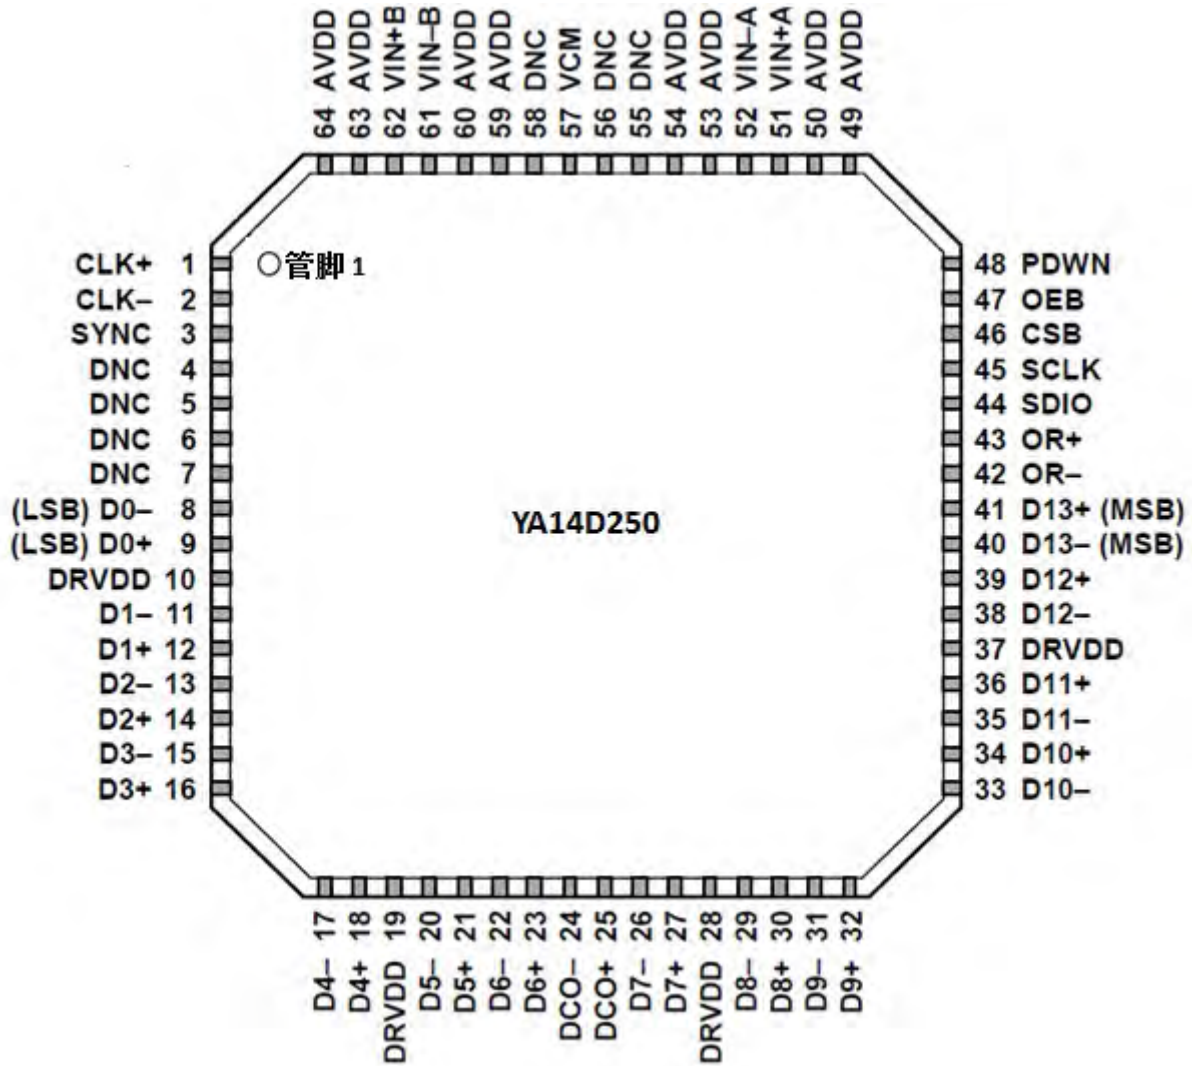 64 AVDD
63 AVDD
62 VIN+B
61 VIN–B
60 AVDD
59 AVDD
58 DNC
57 VCM
56 DNC
55 DNC
54 AVDD
53 AVDD
52 VIN–A
51 VIN+A
50 AVDD
49 AVDD
CLK+ 1
CLK– 2
SYNC 3
DNC 4
DNC 5
DNC 6
DNC 7
(LSB) D0– 8
(LSB) D0+ 9
DRVDD 10
D1– 11
D1+ 12
D2– 13
D2+ 14
D3– 15
D3+ 16
管脚 1
YA14D250
48 PDWN
47 OEB
46 CSB
45 SCLK
44 SDIO
43 OR+
42 OR–
41 D13+ (MSB)
40 D13– (MSB)
39 D12+
38 D12–
37 DRVDD
36 D11+
35 D11–
34 D10+
33 D10–
D4– 17
D4+ 18
DRVDD 19
D5– 20
D5+ 21
D6– 22
D6+ 23
DCO– 24
DCO+ 25
D7– 26
D7+ 27
DRVDD 28
D8– 29
D8+ 30
D9– 31
D9+ 32